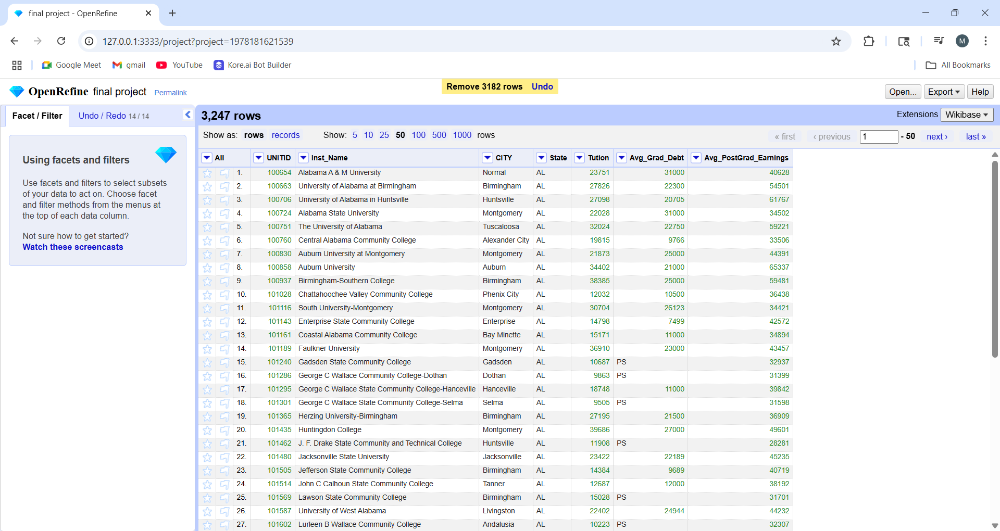 final project - OpenRefine
127.0.0.1:3333/project?project=1978181621539
M
Google Meet gmail YouTube Kore.ai Bot Builder All Bookmarks
OpenRefine final project Permalink Remove 3182 rows Undo Open... Export Help
Facet / Filter Undo / Redo 14 / 14 3,247 rows Extensions Wikibase
Show as: rows records Show: 5 10 25 50 100 500 1000 rows « first ‹ previous 1 - 50 next › last »
Using facets and filters
Use facets and filters to select subsets
of your data to act on. Choose facet
and filter methods from the menus at
the top of each data column.
Not sure how to get started?
Watch these screencasts
All UNITID Inst_Name CITY State Tution Avg_Grad_Debt Avg_PostGrad_Earnings
1. 100654 Alabama A & M University Normal AL 23751 31000 40628
2. 100663 University of Alabama at Birmingham Birmingham AL 27826 22300 54501
3. 100706 University of Alabama in Huntsville Huntsville AL 27098 20705 61767
4. 100724 Alabama State University Montgomery AL 22028 31000 34502
5. 100751 The University of Alabama Tuscaloosa AL 32024 22750 59221
6. 100760 Central Alabama Community College Alexander City AL 19815 9766 33506
7. 100830 Auburn University at Montgomery Montgomery AL 21873 25000 44391
8. 100858 Auburn University Auburn AL 34402 21000 65337
9. 100937 Birmingham-Southern College Birmingham AL 38385 25000 59481
10. 101028 Chattahoochee Valley Community College Phenix City AL 12032 10500 36438
11. 101116 South University-Montgomery Montgomery AL 30704 26123 34421
12. 101143 Enterprise State Community College Enterprise AL 14798 7499 42572
13. 101161 Coastal Alabama Community College Bay Minette AL 15171 11000 34894
14. 101189 Faulkner University Montgomery AL 36910 23000 43457
15. 101240 Gadsden State Community College Gadsden AL 10687 PS 32937
16. 101286 George C Wallace Community College-Dothan Dothan AL 9863 PS 31399
17. 101295 George C Wallace State Community College-Hanceville Hanceville AL 18748 11000 39842
18. 101301 George C Wallace State Community College-Selma Selma AL 9505 PS 31598
19. 101365 Herzing University-Birmingham Birmingham AL 27195 21500 36909
20. 101435 Huntingdon College Montgomery AL 39686 27000 49601
21. 101462 J. F. Drake State Community and Technical College Huntsville AL 11908 PS 28281
22. 101480 Jacksonville State University Jacksonville AL 23422 22189 45235
23. 101505 Jefferson State Community College Birmingham AL 14384 9689 40719
24. 101514 John C Calhoun State Community College Tanner AL 12687 12000 38192
25. 101569 Lawson State Community College Birmingham AL 15028 PS 31701
26. 101587 University of West Alabama Livingston AL 22402 24944 44232
27. 101602 Lurleen B Wallace Community College Andalusia AL 10223 PS 32307